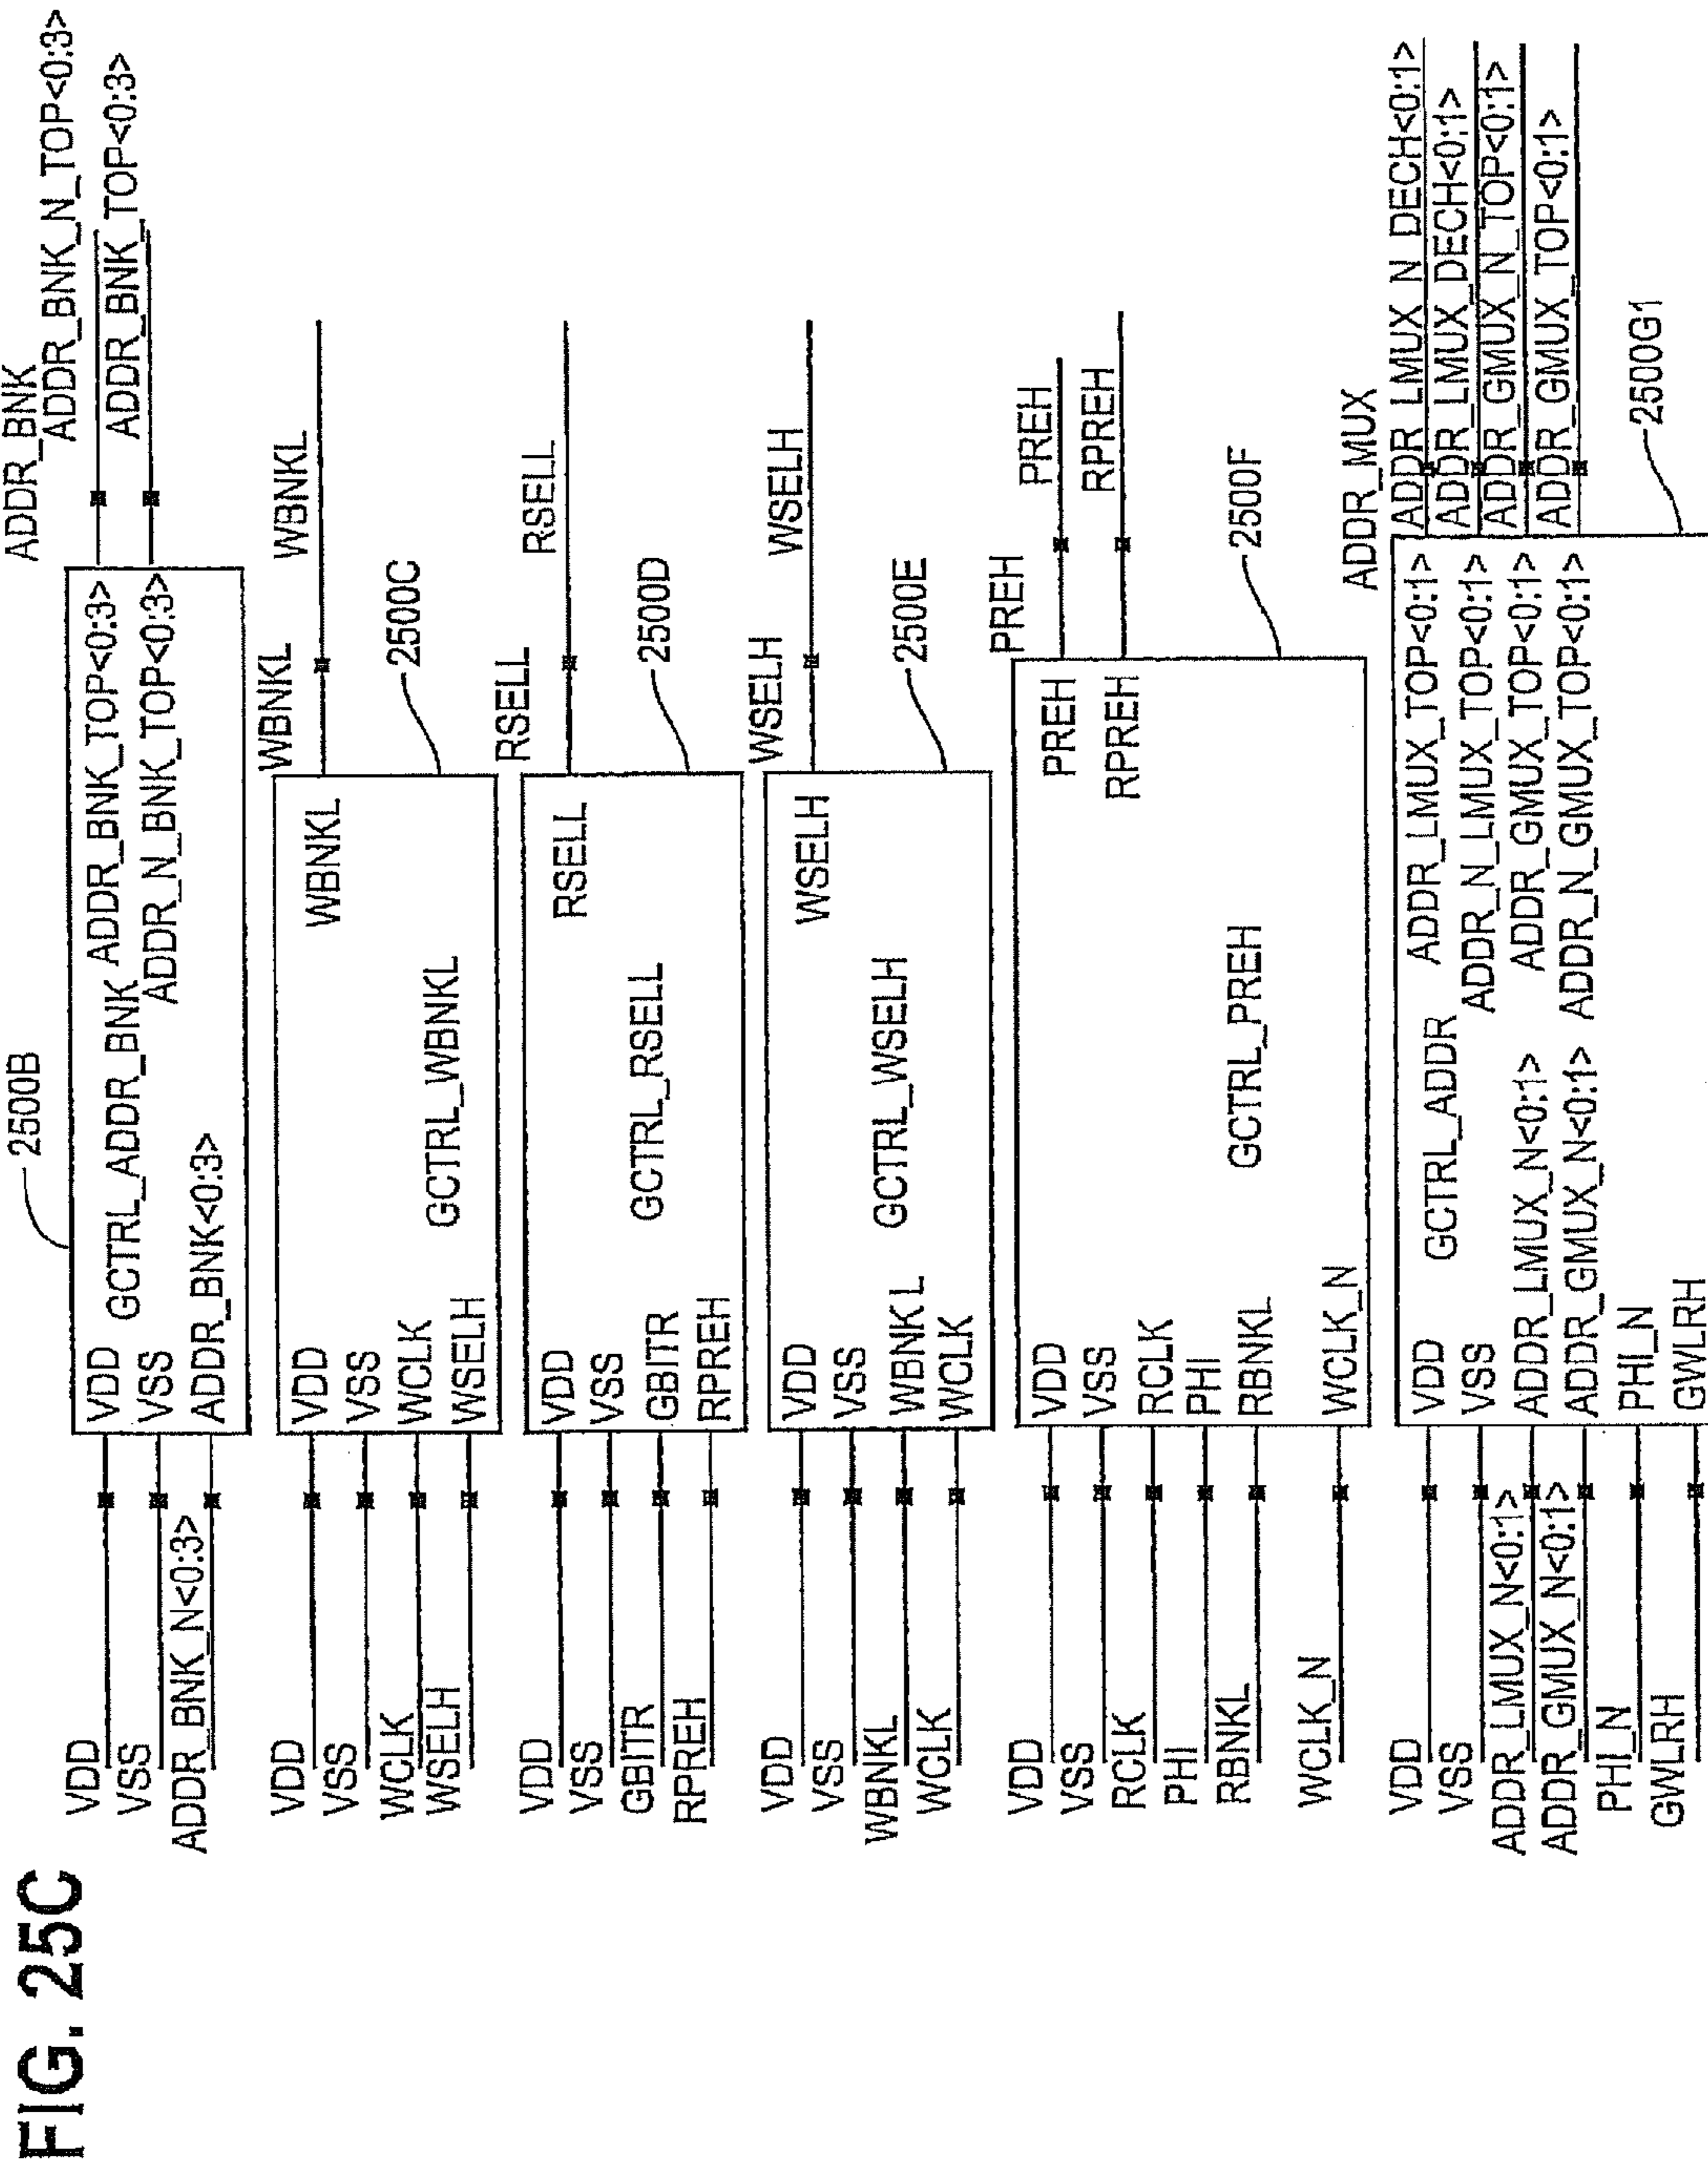 FIG. 25C
2500B
ADDR_BNK
ADDR_BNK_N_TOP<0:3>
ADDR_BNK_TOP<0:3>
VDD
VSS
ADDR_BNK_N<0:3>
VDD
VSS
ADDR_BNK<0:3>
GCTRL_ADDR_BNK
ADDR_BNK_TOP<0:3>
ADDR_N_BNK_TOP<0:3>
VDD
VSS
WCLK
WSELH
VDD
VSS
WCLK
WSELH
GCTRL_WBNKL
WBNKL
WBNKL
WBNKL
2500C
VDD
VSS
GBITR
RPREH
VDD
VSS
GBITR
RPREH
GCTRL_RSELL
RSELL
RSELL
RSELL
2500D
VDD
VSS
WBNKL
WCLK
VDD
VSS
WBNKL
WCLK
GCTRL_WSELH
WSELH
WSELH
WSELH
2500E
VDD
VSS
RCLK
PHI
RBNKL
WCLK_N
VDD
VSS
RCLK
PHI
RBNKL
WCLK_N
GCTRL_PREH
PREH
RPREH
PREH
PREH
RPREH
2500F
VDD
VSS
ADDR_LMUX_N<0:1>
ADDR_GMUX_N<0:1>
PHI_N
GWLRH
VDD
VSS
ADDR_LMUX_N<0:1>
ADDR_GMUX_N<0:1>
PHI_N
GWLRH
GCTRL_ADDR
ADDR_LMUX_TOP<0:1>
ADDR_N_LMUX_TOP<0:1>
ADDR_GMUX_TOP<0:1>
ADDR_N_GMUX_TOP<0:1>
ADDR_MUX
ADDR_LMUX_N_DECH<0:1>
ADDR_LMUX_DECH<0:1>
ADDR_GMUX_N_TOP<0:1>
ADDR_GMUX_TOP<0:1>
2500G1